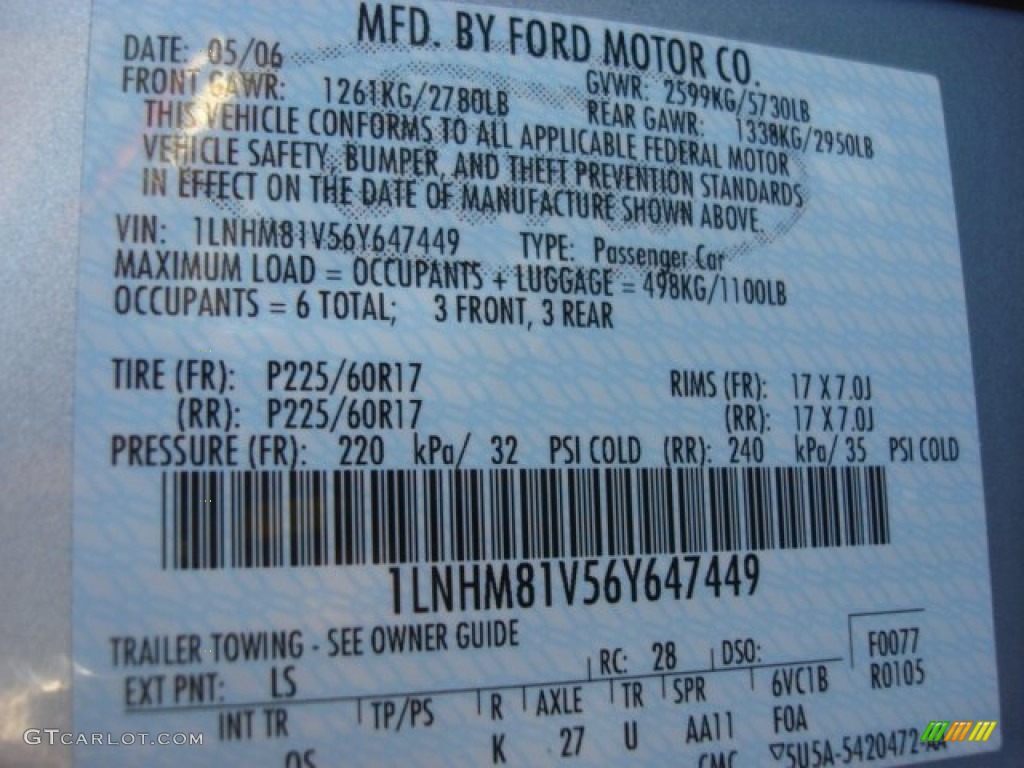 MFD. BY FORD MOTOR CO.
DATE: 05/06
GVWR: 2599KG/5730LB
FRONT GAWR: 1261KG/2780LB
REAR GAWR: 1338KG/2950LB
THIS VEHICLE CONFORMS TO ALL APPLICABLE FEDERAL MOTOR
VEHICLE SAFETY, BUMPER, AND THEFT PREVENTION STANDARDS
IN EFFECT ON THE DATE OF MANUFACTURE SHOWN ABOVE.
VIN: 1LNHM81V56Y647449 TYPE: Passenger Car
MAXIMUM LOAD = OCCUPANTS + LUGGAGE = 498KG/1100LB
OCCUPANTS = 6 TOTAL; 3 FRONT, 3 REAR
TIRE (FR): P225/60R17 RIMS (FR): 17 X 7.0J
(RR): P225/60R17 (RR): 17 X 7.0J
PRESSURE (FR): 220 kPa/ 32 PSI COLD (RR): 240 kPa/ 35 PSI COLD
1LNHM81V56Y647449
TRAILER TOWING - SEE OWNER GUIDE
F0077
EXT PNT: LS RC: 28 DSO:
R0105
INT TR TP/PS R AXLE TR SPR 6VC1B
K 27 U AA11 FOA
CMC 5U5A-5420472-AA
GTCARLOT.COM